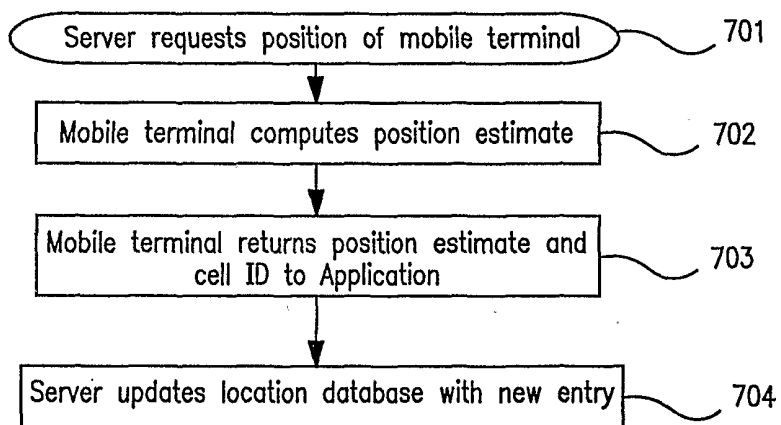 Server requests position of mobile terminal
701
Mobile terminal computes position estimate
702
Mobile terminal returns position estimate and
cell ID to Application
703
Server updates location database with new entry
704